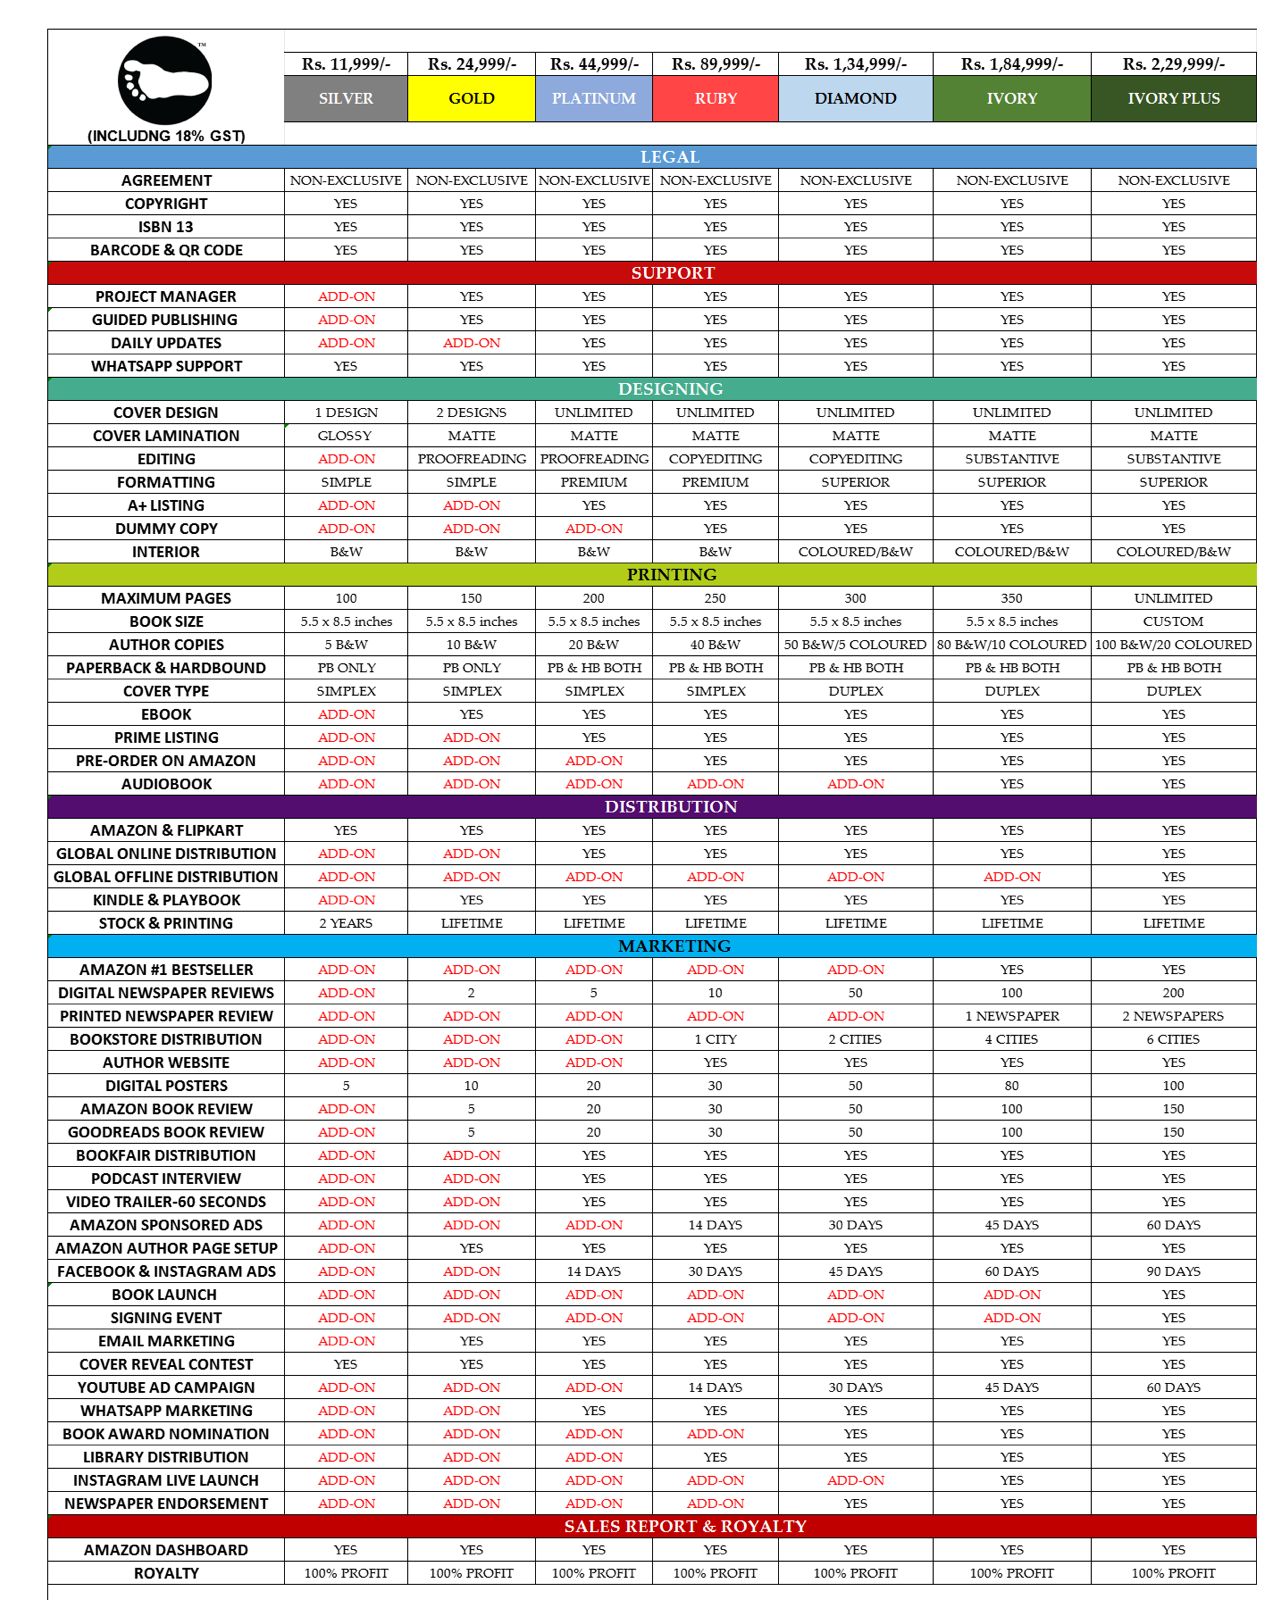 TM
Rs. 11,999/- Rs. 24,999/- Rs. 44,999/- Rs. 89,999/- Rs. 1,34,999/- Rs. 1,84,999/- Rs. 2,29,999/-
SILVER GOLD PLATINUM RUBY DIAMOND IVORY IVORY PLUS
(INCLUDNG 18% GST)
LEGAL
AGREEMENT NON-EXCLUSIVE NON-EXCLUSIVE NON-EXCLUSIVE NON-EXCLUSIVE NON-EXCLUSIVE NON-EXCLUSIVE NON-EXCLUSIVE
COPYRIGHT YES YES YES YES YES YES YES
ISBN 13 YES YES YES YES YES YES YES
BARCODE & QR CODE YES YES YES YES YES YES YES
SUPPORT
PROJECT MANAGER ADD-ON YES YES YES YES YES YES
GUIDED PUBLISHING ADD-ON YES YES YES YES YES YES
DAILY UPDATES ADD-ON ADD-ON YES YES YES YES YES
WHATSAPP SUPPORT YES YES YES YES YES YES YES
DESIGNING
COVER DESIGN 1 DESIGN 2 DESIGNS UNLIMITED UNLIMITED UNLIMITED UNLIMITED UNLIMITED
COVER LAMINATION GLOSSY MATTE MATTE MATTE MATTE MATTE MATTE
EDITING ADD-ON PROOFREADING PROOFREADING COPYEDITING COPYEDITING SUBSTANTIVE SUBSTANTIVE
FORMATTING SIMPLE SIMPLE PREMIUM PREMIUM SUPERIOR SUPERIOR SUPERIOR
A+ LISTING ADD-ON ADD-ON YES YES YES YES YES
DUMMY COPY ADD-ON ADD-ON ADD-ON YES YES YES YES
INTERIOR B&W B&W B&W B&W COLOURED/B&W COLOURED/B&W COLOURED/B&W
PRINTING
MAXIMUM PAGES 100 150 200 250 300 350 UNLIMITED
BOOK SIZE 5.5 x 8.5 inches 5.5 x 8.5 inches 5.5 x 8.5 inches 5.5 x 8.5 inches 5.5 x 8.5 inches 5.5 x 8.5 inches CUSTOM
AUTHOR COPIES 5 B&W 10 B&W 20 B&W 40 B&W 50 B&W/5 COLOURED 80 B&W/10 COLOURED 100 B&W/20 COLOURED
PAPERBACK & HARDBOUND PB ONLY PB ONLY PB & HB BOTH PB & HB BOTH PB & HB BOTH PB & HB BOTH PB & HB BOTH
COVER TYPE SIMPLEX SIMPLEX SIMPLEX SIMPLEX DUPLEX DUPLEX DUPLEX
EBOOK ADD-ON YES YES YES YES YES YES
PRIME LISTING ADD-ON ADD-ON YES YES YES YES YES
PRE-ORDER ON AMAZON ADD-ON ADD-ON ADD-ON YES YES YES YES
AUDIOBOOK ADD-ON ADD-ON ADD-ON ADD-ON ADD-ON YES YES
DISTRIBUTION
AMAZON & FLIPKART YES YES YES YES YES YES YES
GLOBAL ONLINE DISTRIBUTION ADD-ON ADD-ON YES YES YES YES YES
GLOBAL OFFLINE DISTRIBUTION ADD-ON ADD-ON ADD-ON ADD-ON ADD-ON ADD-ON YES
KINDLE & PLAYBOOK ADD-ON YES YES YES YES YES YES
STOCK & PRINTING 2 YEARS LIFETIME LIFETIME LIFETIME LIFETIME LIFETIME LIFETIME
MARKETING
AMAZON #1 BESTSELLER ADD-ON ADD-ON ADD-ON ADD-ON ADD-ON YES YES
DIGITAL NEWSPAPER REVIEWS ADD-ON 2 5 10 50 100 200
PRINTED NEWSPAPER REVIEW ADD-ON ADD-ON ADD-ON ADD-ON ADD-ON 1 NEWSPAPER 2 NEWSPAPERS
BOOKSTORE DISTRIBUTION ADD-ON ADD-ON ADD-ON 1 CITY 2 CITIES 4 CITIES 6 CITIES
AUTHOR WEBSITE ADD-ON ADD-ON ADD-ON YES YES YES YES
DIGITAL POSTERS 5 10 20 30 50 80 100
AMAZON BOOK REVIEW ADD-ON 5 20 30 50 100 150
GOODREADS BOOK REVIEW ADD-ON 5 20 30 50 100 150
BOOKFAIR DISTRIBUTION ADD-ON ADD-ON YES YES YES YES YES
PODCAST INTERVIEW ADD-ON ADD-ON YES YES YES YES YES
VIDEO TRAILER-60 SECONDS ADD-ON ADD-ON YES YES YES YES YES
AMAZON SPONSORED ADS ADD-ON ADD-ON ADD-ON 14 DAYS 30 DAYS 45 DAYS 60 DAYS
AMAZON AUTHOR PAGE SETUP ADD-ON YES YES YES YES YES YES
FACEBOOK & INSTAGRAM ADS ADD-ON ADD-ON 14 DAYS 30 DAYS 45 DAYS 60 DAYS 90 DAYS
BOOK LAUNCH ADD-ON ADD-ON ADD-ON ADD-ON ADD-ON ADD-ON YES
SIGNING EVENT ADD-ON ADD-ON ADD-ON ADD-ON ADD-ON ADD-ON YES
EMAIL MARKETING ADD-ON YES YES YES YES YES YES
COVER REVEAL CONTEST YES YES YES YES YES YES YES
YOUTUBE AD CAMPAIGN ADD-ON ADD-ON ADD-ON 14 DAYS 30 DAYS 45 DAYS 60 DAYS
WHATSAPP MARKETING ADD-ON ADD-ON YES YES YES YES YES
BOOK AWARD NOMINATION ADD-ON ADD-ON ADD-ON ADD-ON YES YES YES
LIBRARY DISTRIBUTION ADD-ON ADD-ON ADD-ON YES YES YES YES
INSTAGRAM LIVE LAUNCH ADD-ON ADD-ON ADD-ON ADD-ON ADD-ON YES YES
NEWSPAPER ENDORSEMENT ADD-ON ADD-ON ADD-ON ADD-ON YES YES YES
SALES REPORT & ROYALTY
AMAZON DASHBOARD YES YES YES YES YES YES YES
ROYALTY 100% PROFIT 100% PROFIT 100% PROFIT 100% PROFIT 100% PROFIT 100% PROFIT 100% PROFIT